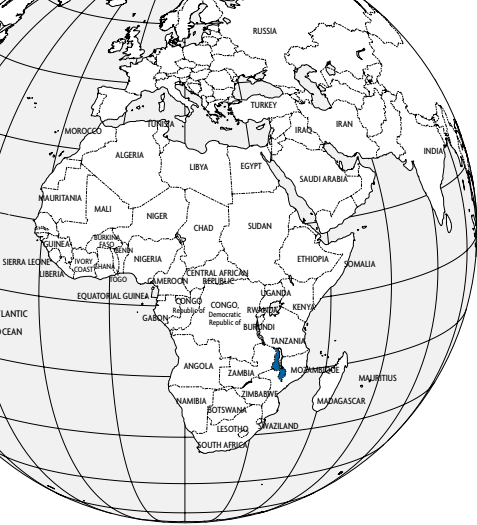 RUSSIA
TURKEY
MOROCCO
TUNISIA
IRAQ
IRAN
INDIA
ALGERIA
LIBYA
EGYPT
SAUDI ARABIA
MAURITANIA
MALI
NIGER
CHAD
SUDAN
BURKINA
FASO
BENIN
GUINEA
SIERRA LEONE
IVORY
COAST
GHANA
LIBERIA
TOGO
NIGERIA
ETHIOPIA
SOMALIA
CAMEROON
CENTRAL AFRICAN
REPUBLIC
EQUATORIAL GUINEA
UGANDA
KENYA
CONGO
Republic of
CONGO,
Democratic
Republic of
RWANDA
GABON
BURUNDI
LANTIC
OCEAN
TANZANIA
ANGOLA
ZAMBIA
MOZAMBIQUE
MAURITIUS
ZIMBABWE
NAMIBIA
BOTSWANA
MADAGASCAR
LESOTHO
SWAZILAND
SOUTH AFRICA